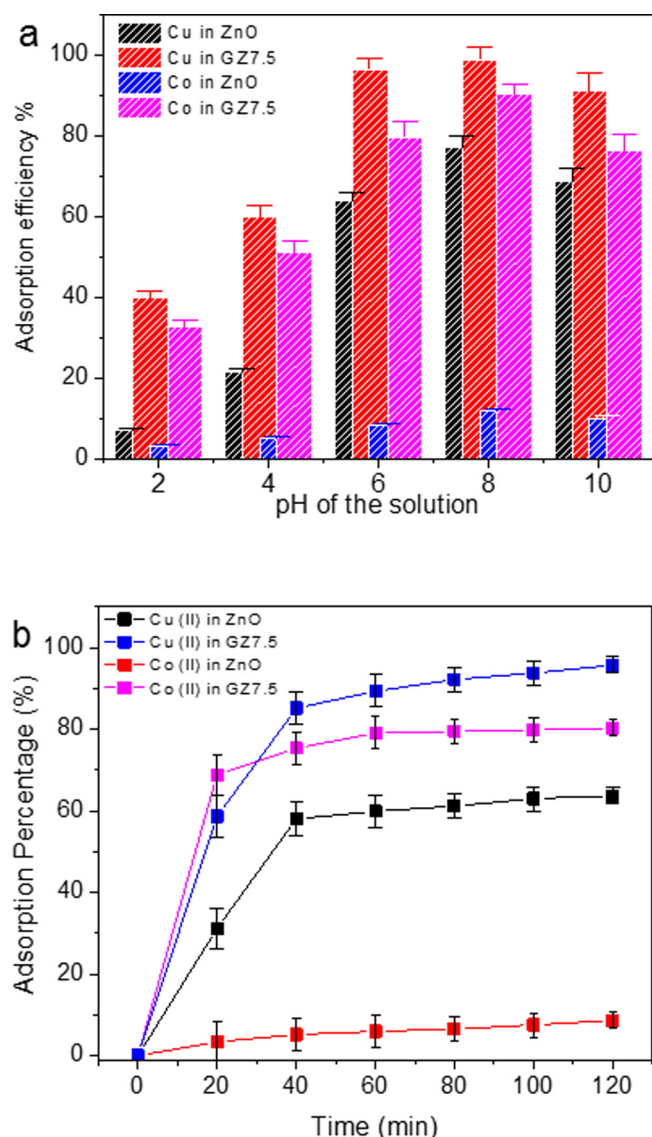 a
Cu in ZnO
Cu in GZ7.5
Co in ZnO
Co in GZ7.5
Adsorption efficiency %
100
80
60
40
20
0
2 4 6 8 10
pH of the solution
b
Cu (II) in ZnO
Cu (II) in GZ7.5
Co (II) in ZnO
Co (II) in GZ7.5
Adsorption Percentage (%)
100
80
60
40
20
0
0 20 40 60 80 100 120
Time (min)